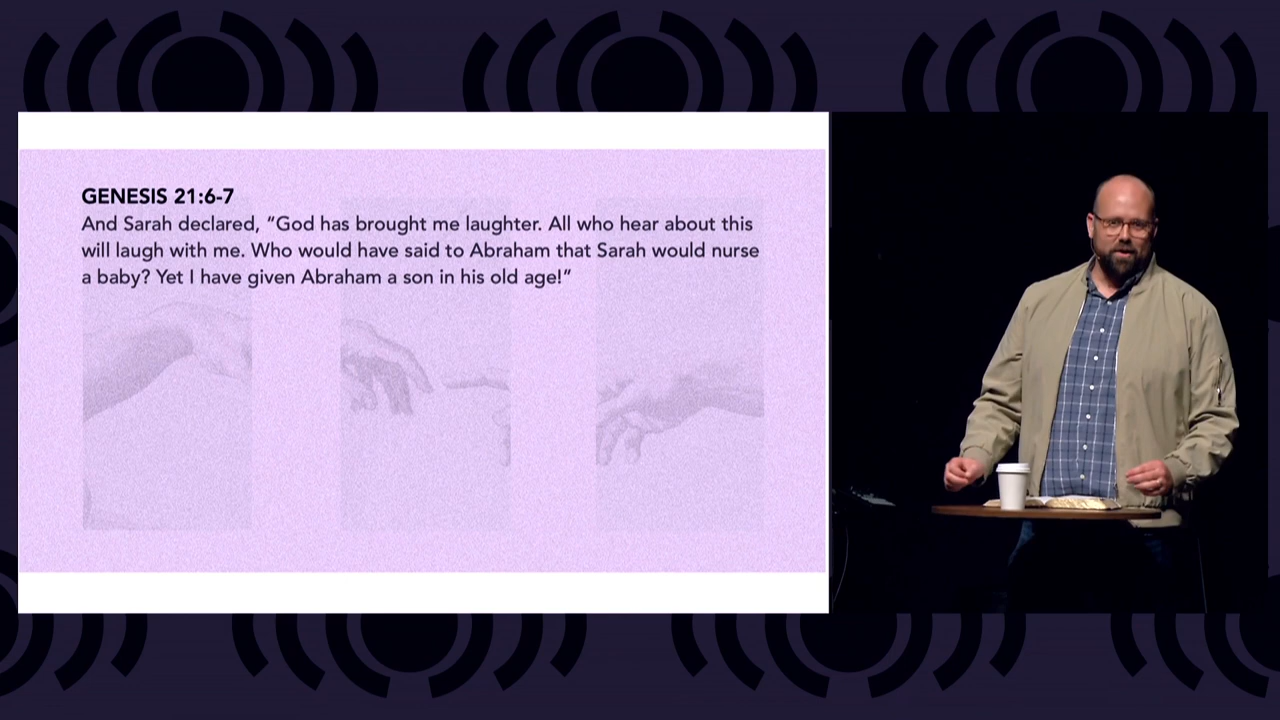 GENESIS 21:6-7
And Sarah declared, “God has brought me laughter. All who hear about this
will laugh with me. Who would have said to Abraham that Sarah would nurse
a baby? Yet I have given Abraham a son in his old age!”